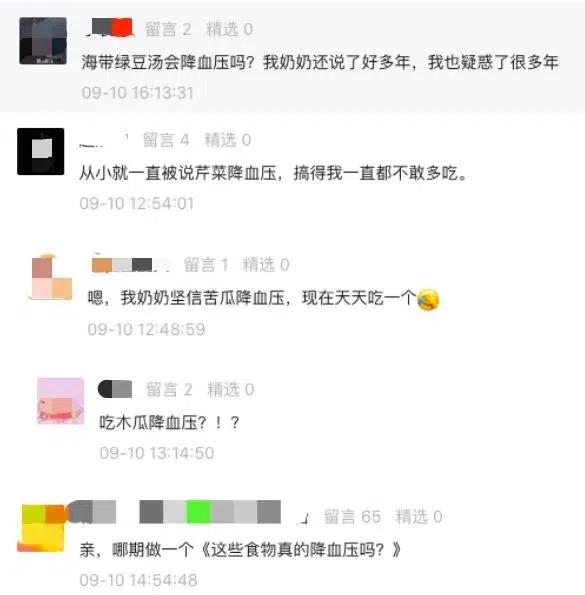 留言 2 精选 0
海带绿豆汤会降血压吗？我奶奶还说了好多年，我也疑惑了很多年
09-10 16:13:31
留言 4 精选 0
从小就一直被说芹菜降血压，搞得我一直都不敢多吃。
09-10 12:54:01
留言 1 精选 0
嗯，我奶奶坚信苦瓜降血压，现在天天吃一个
09-10 12:48:59
留言 2 精选 0
吃木瓜降血压？！？
09-10 13:14:50
留言 65 精选 0
亲，哪期做一个《这些食物真的降血压吗？》
09-10 14:54:48